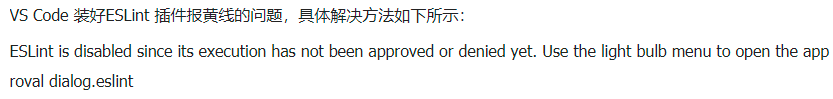 VS Code 装好ESLint 插件报黄线的问题，具体解决方法如下所示：
ESLint is disabled since its execution has not been approved or denied yet. Use the light bulb menu to open the app
roval dialog.eslint